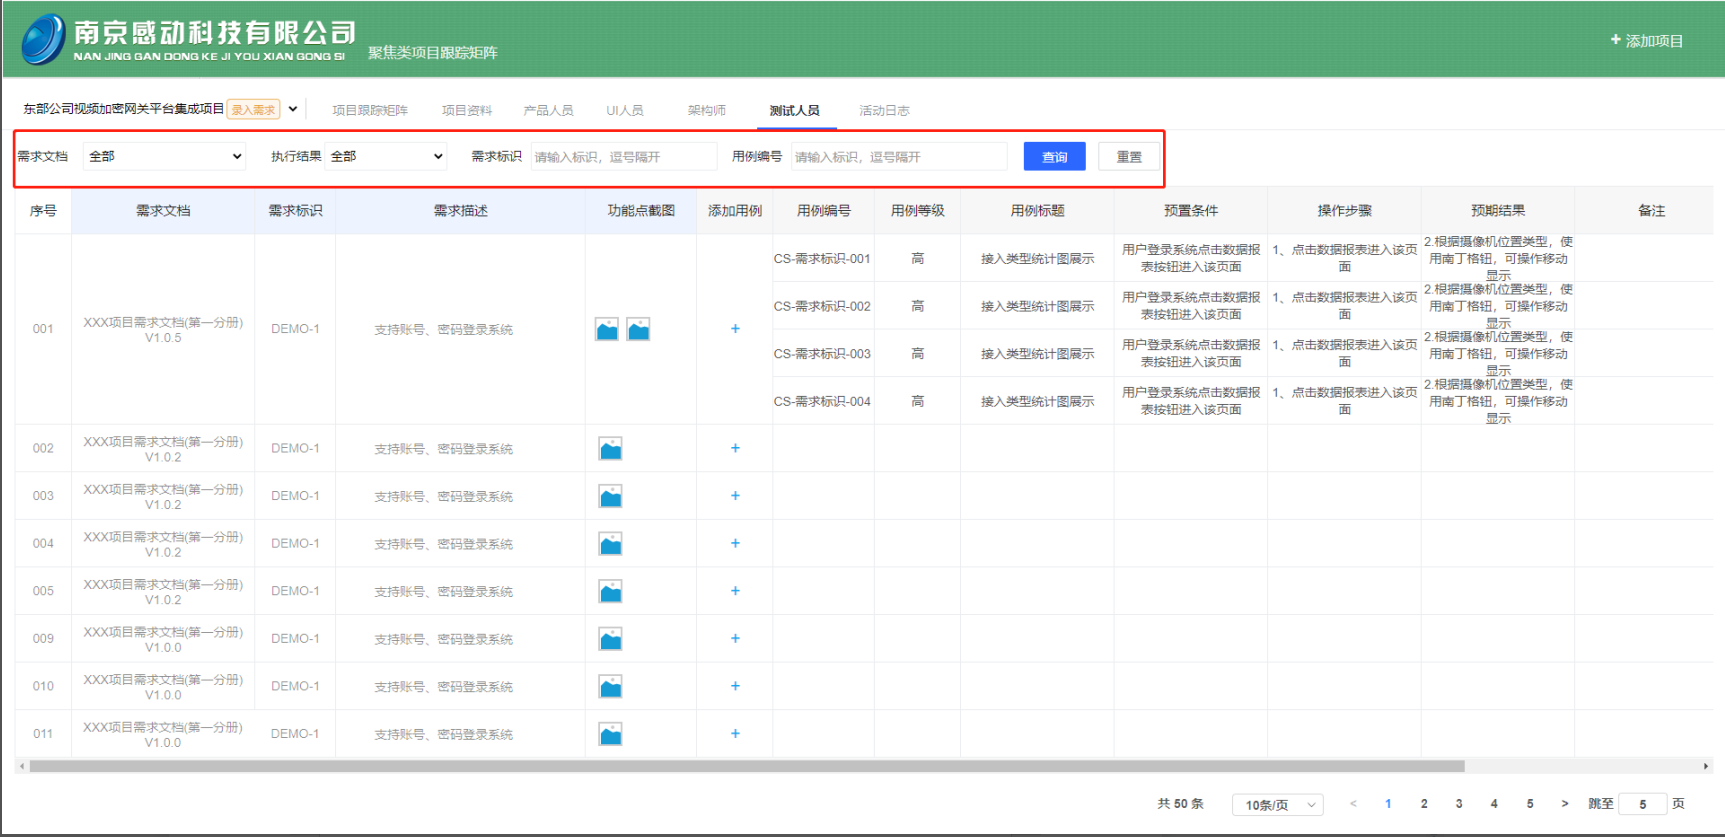 南京感动科技有限公司
NAN JING GAN DONG KE JI YOU XIAN GONG SI
聚焦类项目跟踪矩阵
+ 添加项目
东部公司视频加密网关平台集成项目 录入需求 项目跟踪矩阵 项目资料 产品人员 UI人员 架构师 测试人员 活动日志
需求文档 全部 执行结果 全部 需求标识 请输入标识，逗号隔开 用例编号 请输入标识，逗号隔开 查询 重置
序号 需求文档 需求标识 需求描述 功能点截图 添加用例 用例编号 用例等级 用例标题 预置条件 操作步骤 预期结果 备注
001
XXX项目需求文档(第一分册)
V1.0.5
DEMO-1
支持账号、密码登录系统
+
CS-需求标识-001
高
接入类型统计图展示
用户登录系统点击数据报
表按钮进入该页面
1、点击数据报表进入该页
面
2.根据摄像机位置类型，使
用南丁格钮，可操作移动
显示
CS-需求标识-002
高
接入类型统计图展示
用户登录系统点击数据报
表按钮进入该页面
1、点击数据报表进入该页
面
2.根据摄像机位置类型，使
用南丁格钮，可操作移动
显示
CS-需求标识-003
高
接入类型统计图展示
用户登录系统点击数据报
表按钮进入该页面
1、点击数据报表进入该页
面
2.根据摄像机位置类型，使
用南丁格钮，可操作移动
显示
CS-需求标识-004
高
接入类型统计图展示
用户登录系统点击数据报
表按钮进入该页面
1、点击数据报表进入该页
面
2.根据摄像机位置类型，使
用南丁格钮，可操作移动
显示
002
XXX项目需求文档(第一分册)
V1.0.2
DEMO-1
支持账号、密码登录系统
+
003
XXX项目需求文档(第一分册)
V1.0.2
DEMO-1
支持账号、密码登录系统
+
004
XXX项目需求文档(第一分册)
V1.0.2
DEMO-1
支持账号、密码登录系统
+
005
XXX项目需求文档(第一分册)
V1.0.2
DEMO-1
支持账号、密码登录系统
+
009
XXX项目需求文档(第一分册)
V1.0.0
DEMO-1
支持账号、密码登录系统
+
010
XXX项目需求文档(第一分册)
V1.0.0
DEMO-1
支持账号、密码登录系统
+
011
XXX项目需求文档(第一分册)
V1.0.0
DEMO-1
支持账号、密码登录系统
+
共 50 条 10条/页 < 1 2 3 4 5 > 跳至 5 页